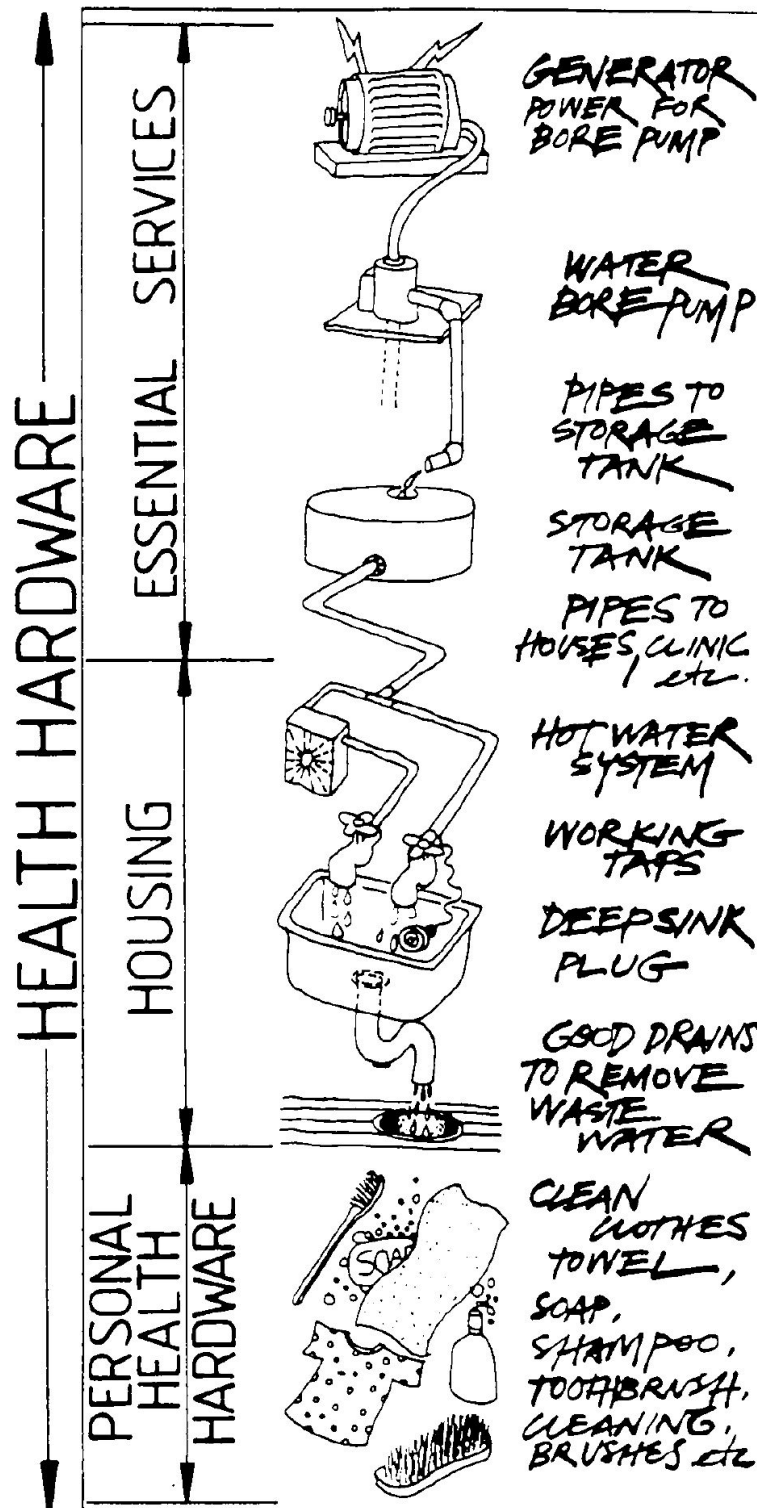 HEALTH HARDWARE
ESSENTIAL SERVICES
HOUSING
PERSONAL
HEALTH
HARDWARE
GENERATOR
POWER FOR
BORE PUMP
WATER
BORE PUMP
PIPES TO
STORAGE
TANK
STORAGE
TANK
PIPES TO
HOUSES, CLINIC
etc.
HOT WATER
SYSTEM
WORKING
TAPS
DEEP SINK
PLUG
GOOD DRAINS
TO REMOVE
WASTE
WATER
SOAP
CLEAN
CLOTHES
TOWEL,
SOAP,
SHAMPOO,
TOOTHBRUSH,
CLEANING,
BRUSHES etc